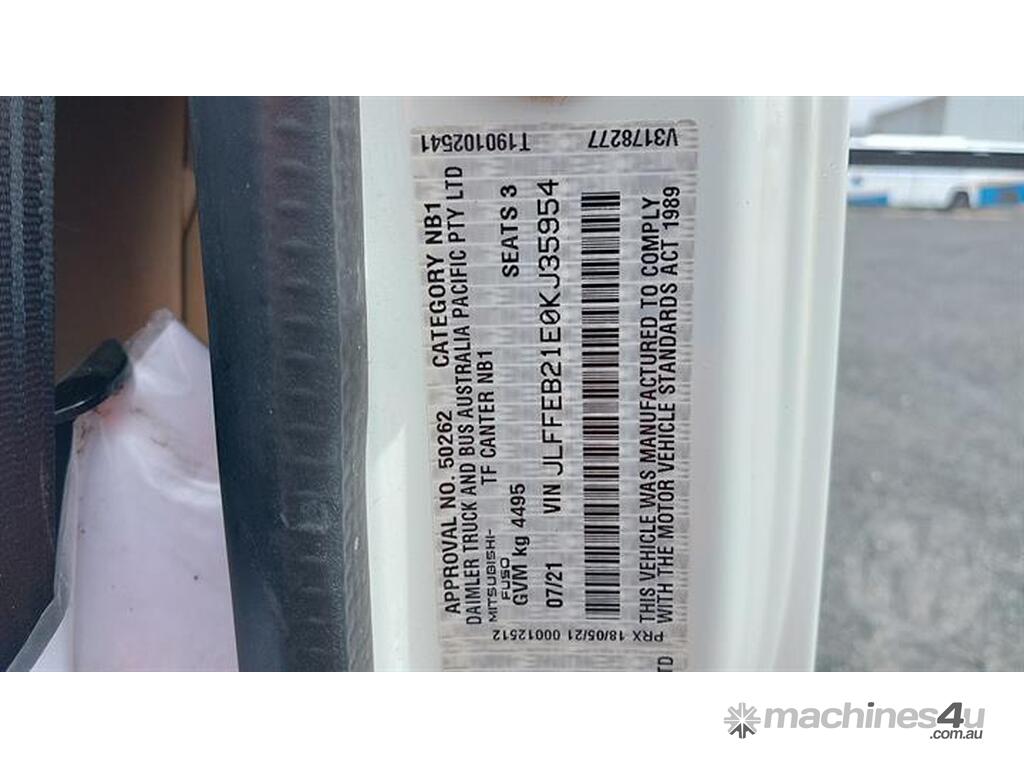 T190102541
V3178277
APPROVAL NO. 50262 CATEGORY NB1
DAIMLER TRUCK AND BUS AUSTRALIA PACIFIC PTY LTD
MITSUBISHI-FUSO TF CANTER NB1
GVM kg 4495 SEATS 3
07/21 VIN JLFFEB21E0KJ35954
THIS VEHICLE WAS MANUFACTURED TO COMPLY
WITH THE MOTOR VEHICLE STANDARDS ACT 1989
PRX 18/05/21 00012512
TD
machines4u
.com.au